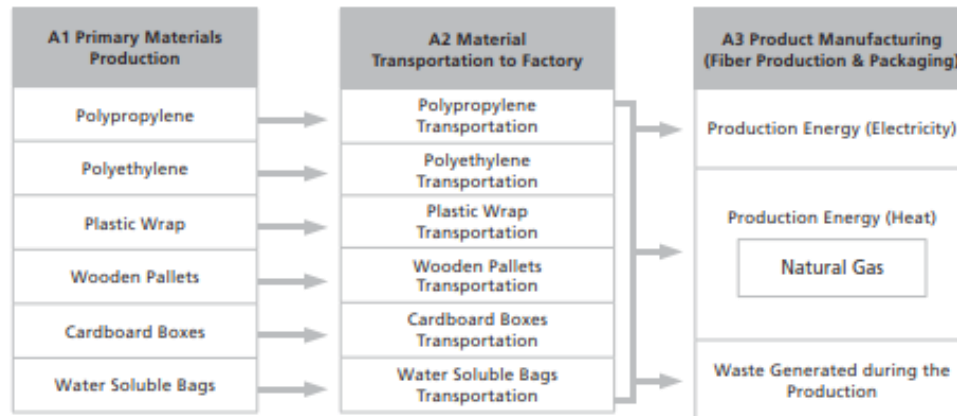 A1 Primary Materials
Production
Polypropylene
Polyethylene
Plastic Wrap
Wooden Pallets
Cardboard Boxes
Water Soluble Bags
A2 Material
Transportation to Factory
Polypropylene
Transportation
Polyethylene
Transportation
Plastic Wrap
Transportation
Wooden Pallets
Transportation
Cardboard Boxes
Transportation
Water Soluble Bags
Transportation
A3 Product Manufacturing
(Fiber Production & Packaging)
Production Energy (Electricity)
Production Energy (Heat)
Natural Gas
Waste Generated during the
Production